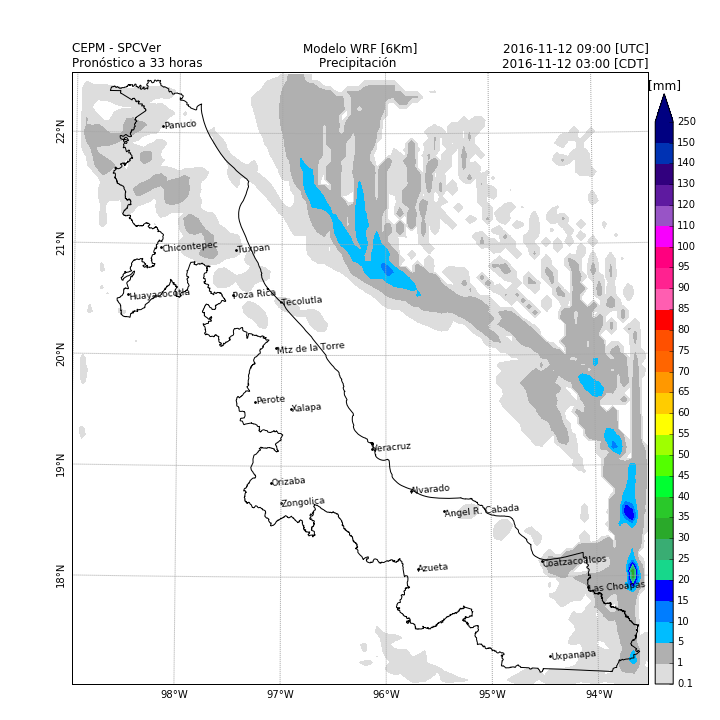 CEPM - SPCVer Modelo WRF [6Km] 2016-11-12 09:00 [UTC]
Pronóstico a 33 horas Precipitación 2016-11-12 03:00 [CDT]
[mm]
250
150
140
130
120
110
100
95
90
85
80
75
70
65
60
55
50
45
40
35
30
25
20
15
10
5
1
0.1
22°N
21°N
20°N
19°N
18°N
Panuco
Chicontepec
Tuxpan
Huayacocotla
Poza Rica
Tecolutla
Mtz de la Torre
Perote
Xalapa
Veracruz
Orizaba
Alvarado
Zongolica
Angel R. Cabada
Azueta
Coatzacoalcos
Las Choapas
Uxpanapa
98°W 97°W 96°W 95°W 94°W